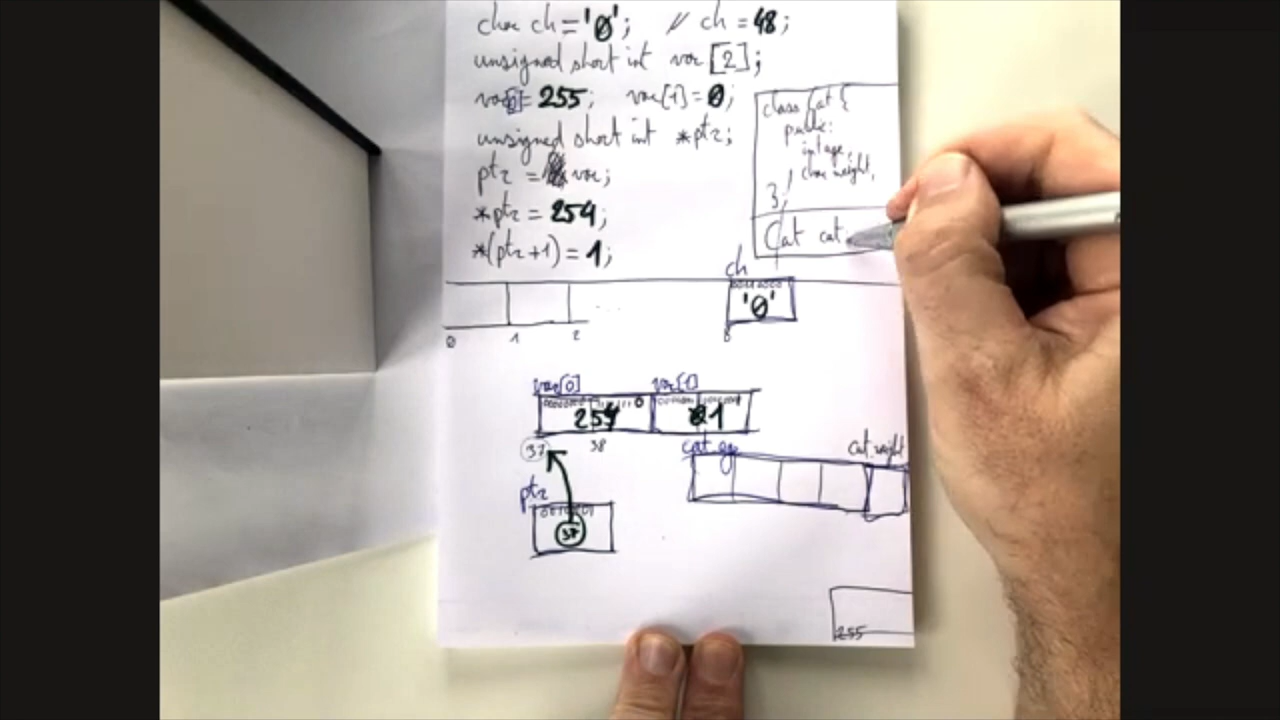 char ch = '0'; // ch = 48;
unsigned short int var [2];
var[0] = 255; var[1] = 0;
unsigned short int *ptr;
ptr = var;
*ptr = 254;
*(ptr+1) = 1;
class Cat {
public:
int age;
char weight;
};
Cat cat
ch
00110000
'0'
0 1 2 8
var[0] var[1]
254 1
37 38
cat.age cat.weight
ptr
37
255